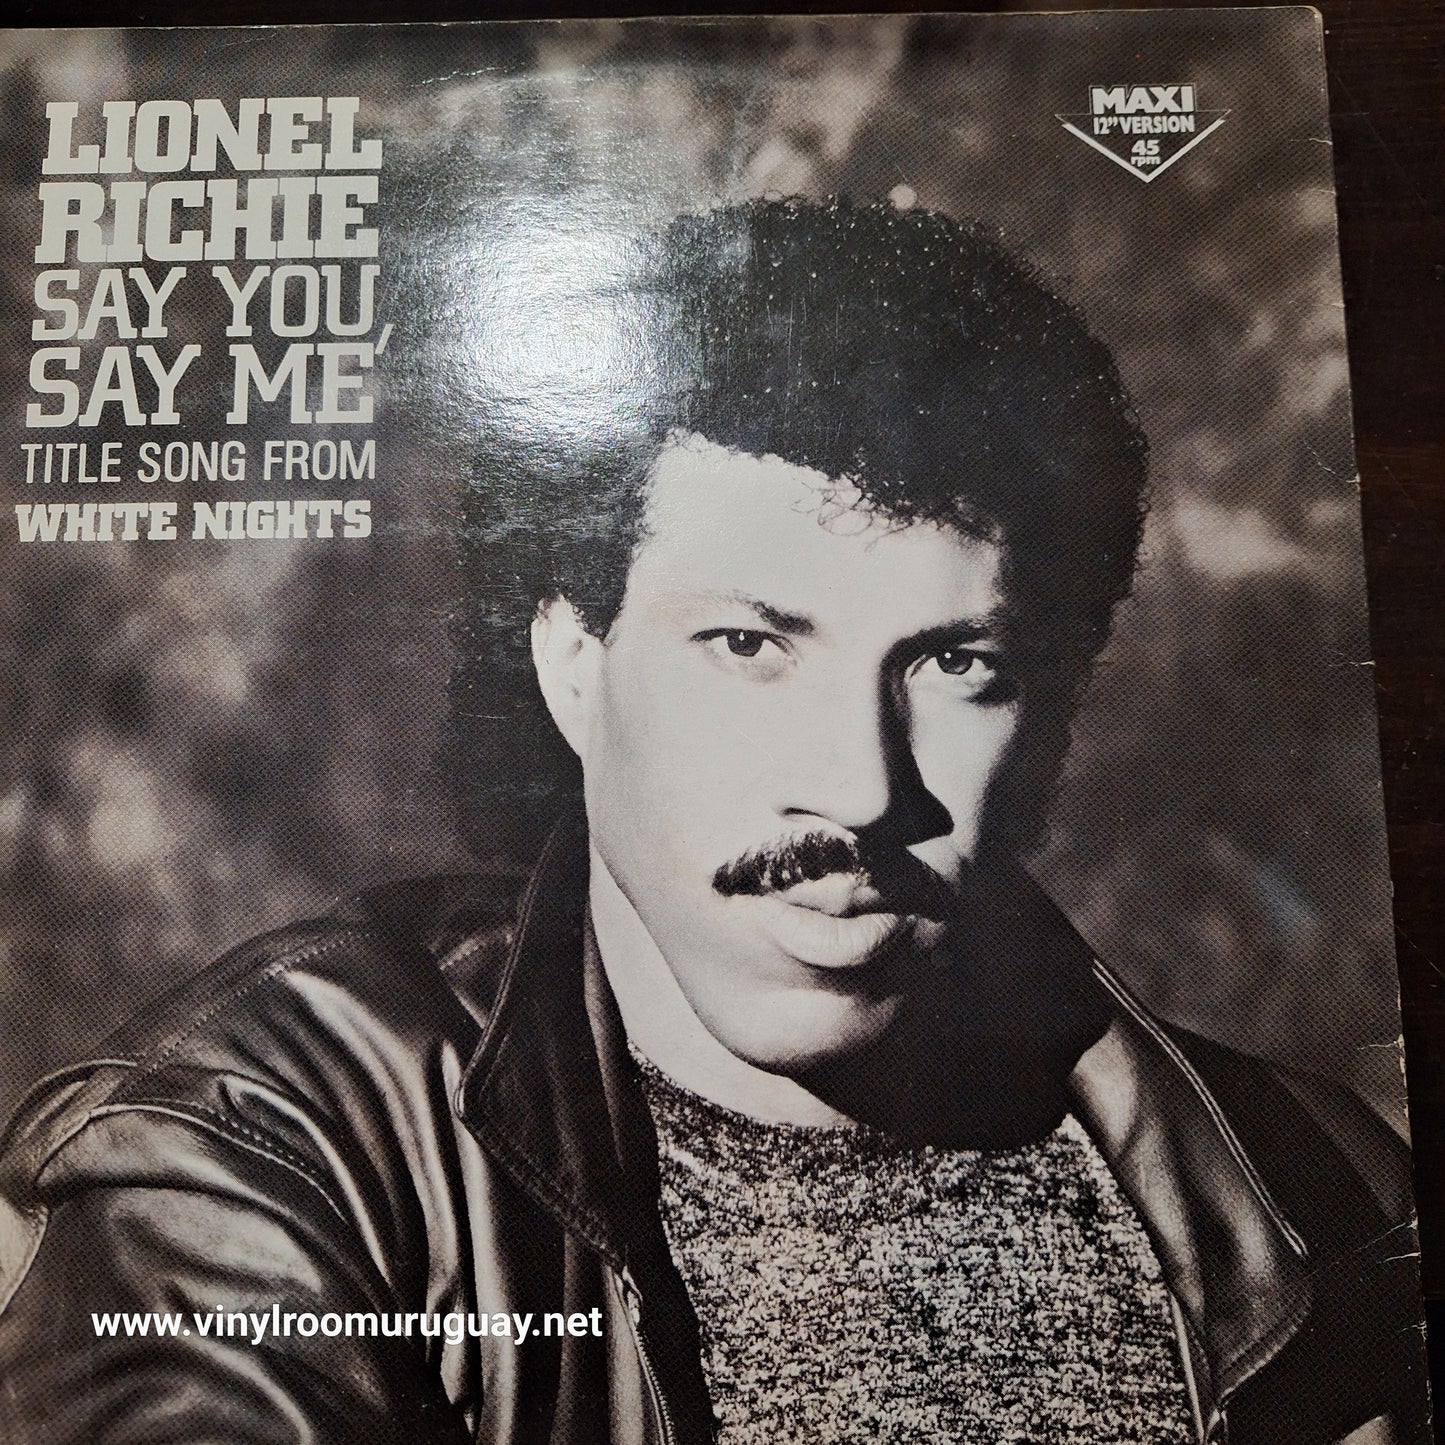 LIONEL
RICHIE
SAY YOU,
SAY ME
TITLE SONG FROM
WHITE NIGHTS
MAXI
12" VERSION
45
rpm
www.vinylroomuruguay.net